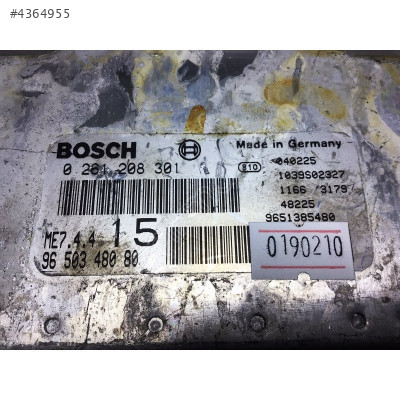 #4364955
BOSCH
Made in Germany
0 261 208 301
e10
040225
1039S02327
1166 3179
48225
9651385480
ME7.4.4 15
96 503 480 80
0190210